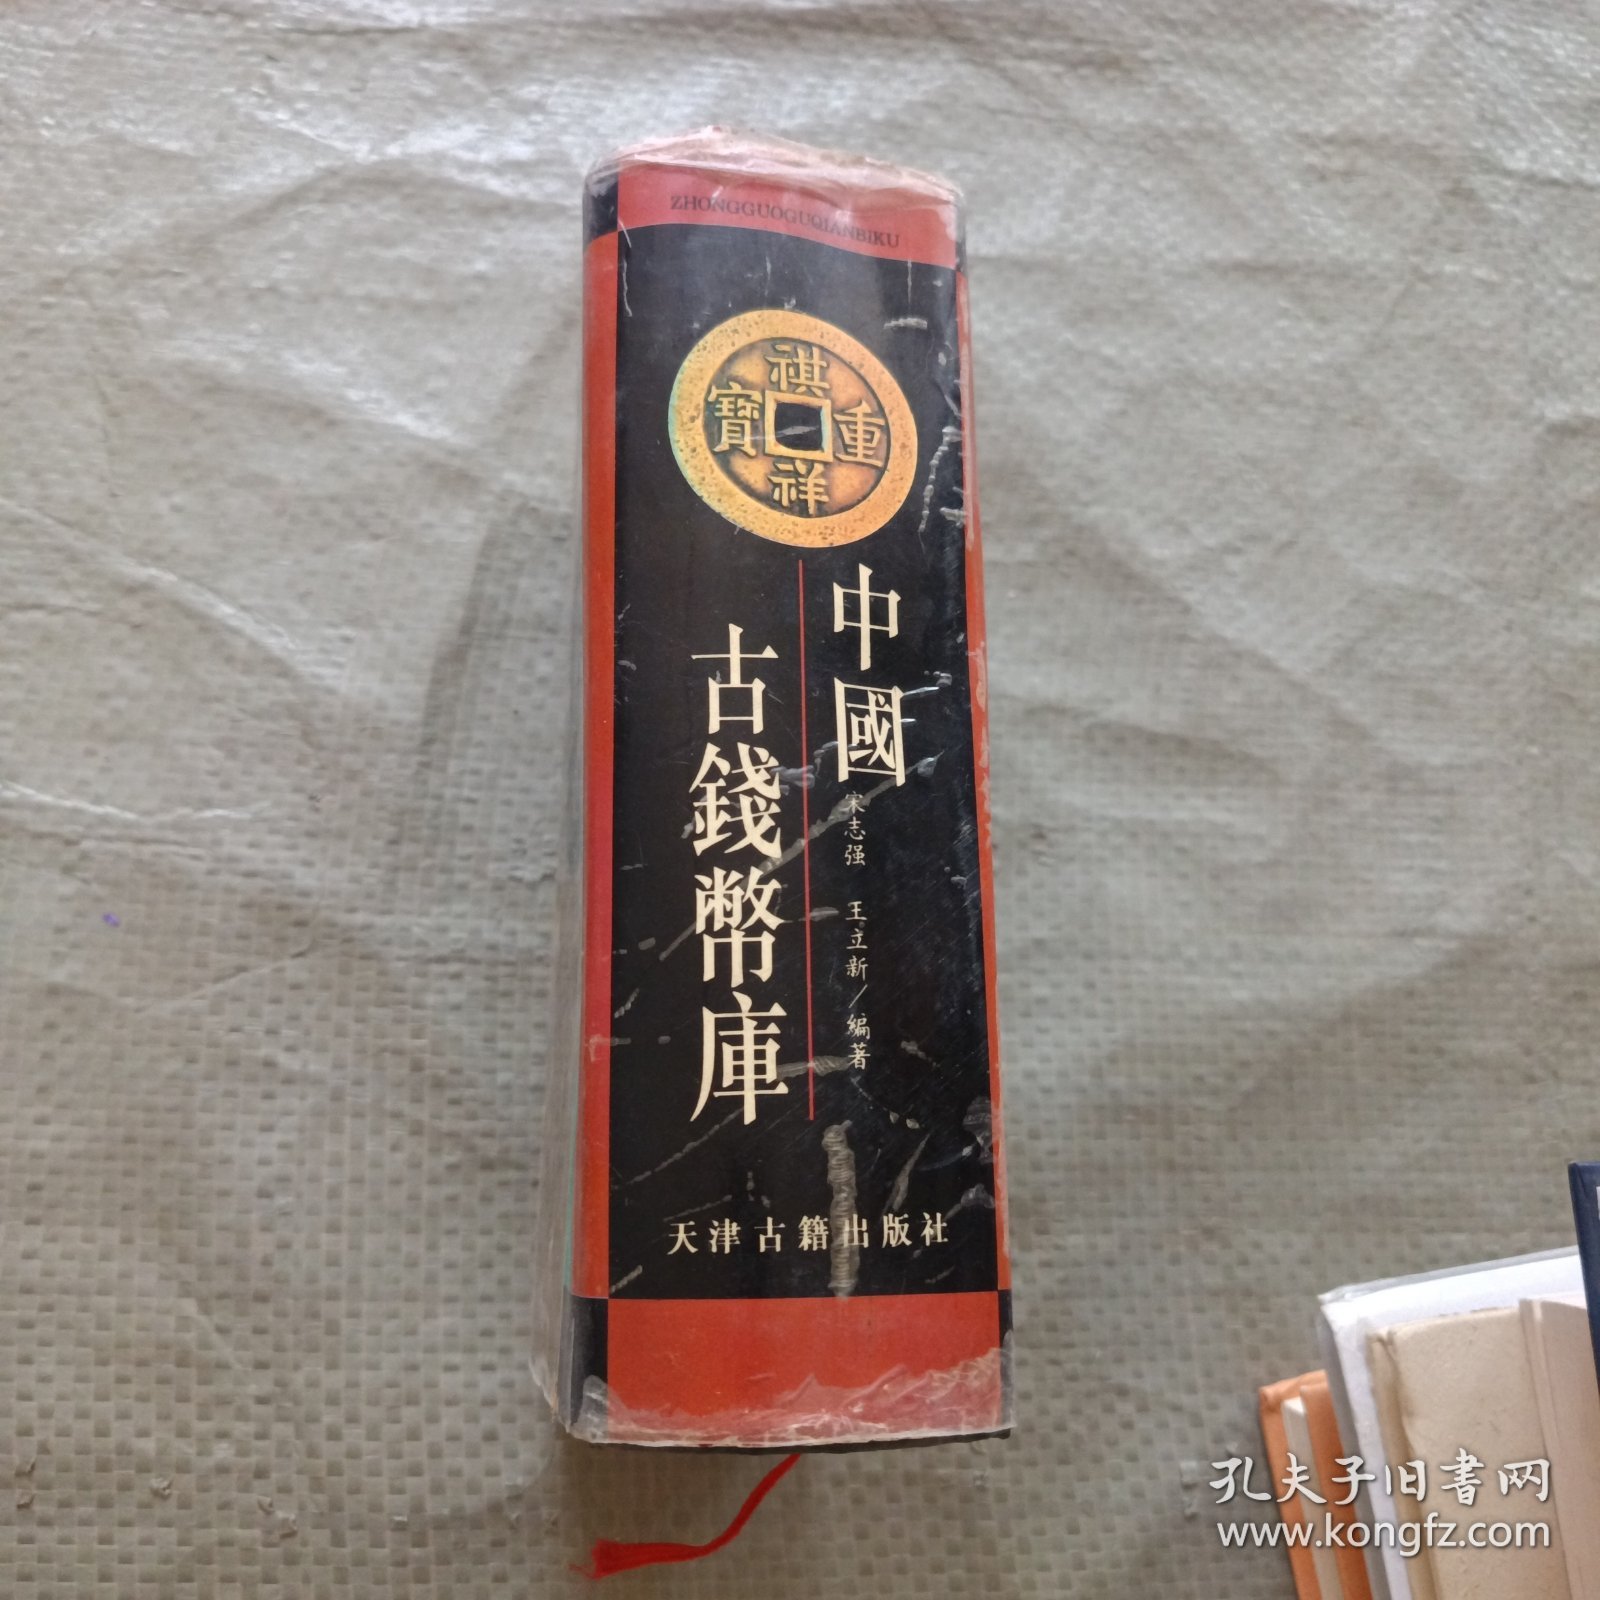 ZHONGGUOGUQIANBIKU
祺祥重寶
中國
古錢幣庫
宋志强 王立新/編著
天津古籍出版社
孔夫子旧書网
www.kongfz.com